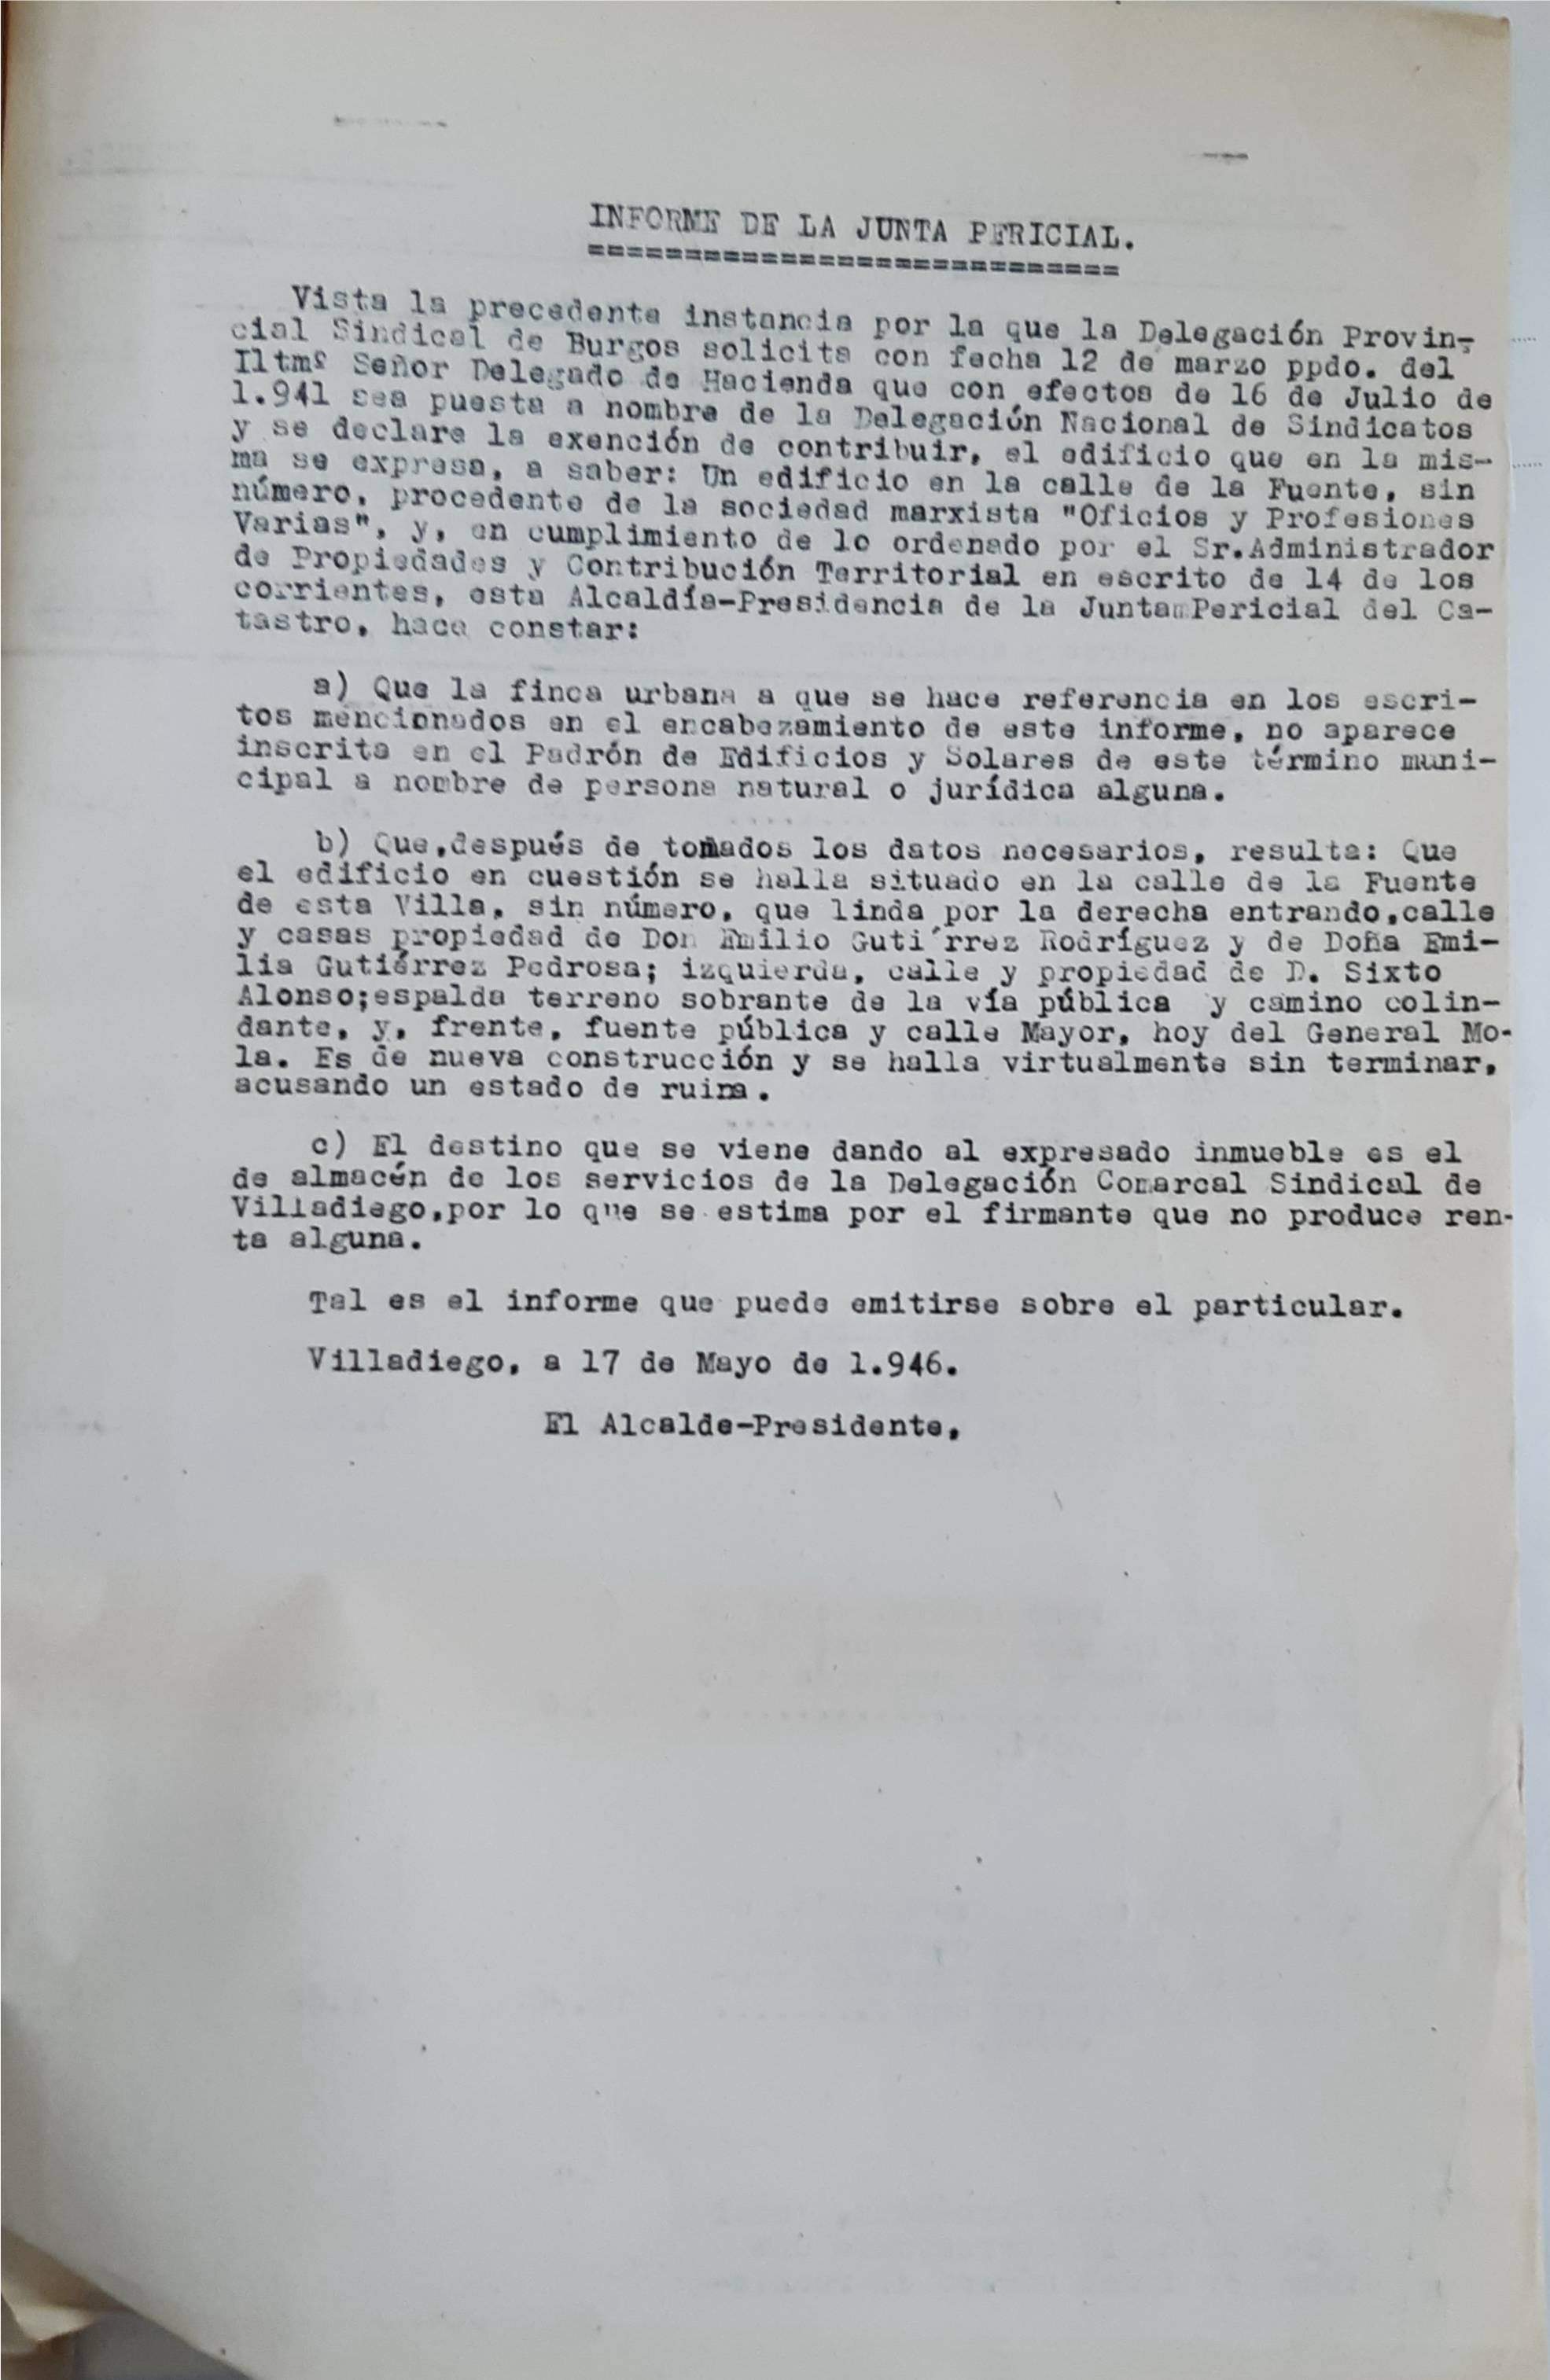 INFORME DE LA JUNTA PERICIAL.
============================
Vista la precedente instancia por la que la Delegación Provin-
cial Sindical de Burgos solicita con fecha 12 de marzo ppdo. del
Iltmº Señor Delegado de Hacienda que con efectos de 16 de Julio de
1.941 sea puesta a nombre de la Delegación Nacional de Sindicatos
y se declare la exención de contribuir, el edificio que en la mis-
ma se expresa, a saber: Un edificio en la calle de la Fuente, sin
número, procedente de la sociedad marxista "Oficios y Profesiones
Varias", y, en cumplimiento de lo ordenado por el Sr.Administrador
de Propiedades y Contribución Territorial en escrito de 14 de los
corrientes, esta Alcaldía-Presidencia de la Junta Pericial del Ca-
tastro, hace constar:
a) Que la finca urbana a que se hace referencia en los escri-
tos mencionados en el encabezamiento de este informe, no aparece
inscrita en el Padrón de Edificios y Solares de este término muni-
cipal a nombre de persona natural o jurídica alguna.
b) Que,después de tomados los datos necesarios, resulta: Que
el edificio en cuestión se halla situado en la calle de la Fuente
de esta Villa, sin número, que linda por la derecha entrando,calle
y casas propiedad de Don Emilio Guti´rrez Rodríguez y de Doña Emi-
lia Gutiérrez Pedrosa; izquierda, calle y propiedad de D. Sixto
Alonso;espalda terreno sobrante de la vía pública y camino colin-
dante, y, frente, fuente pública y calle Mayor, hoy del General Mo-
la. Es de nueva construcción y se halla virtualmente sin terminar,
acusando un estado de ruina.
c) El destino que se viene dando al expresado inmueble es el
de almacén de los servicios de la Delegación Comarcal Sindical de
Villadiego,por lo que se estima por el firmante que no produce ren-
ta alguna.
Tal es el informe que puede emitirse sobre el particular.
Villadiego, a 17 de Mayo de 1.946.
El Alcalde-Presidente,